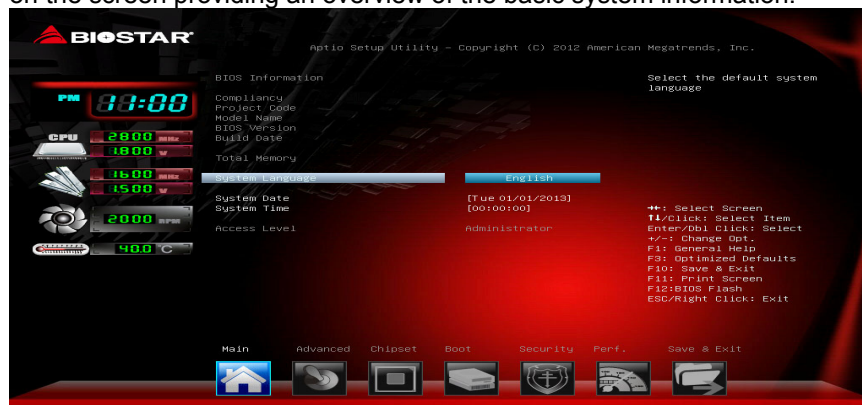 on the screen providing an overview of the basic system information.
BIOSTAR
Aptio Setup Utility – Copyright (C) 2012 American Megatrends, Inc.
PM 11:00
CPU 2800 MHz
1.800 V
1600 MHz
1.500 V
2000 RPM
40.0 °C
BIOS Information
Compliancy
Project Code
Model Name
BIOS Version
Build Date
Total Memory
System Language English
System Date [Tue 01/01/2013]
System Time [00:00:00]
Access Level Administrator
Select the default system
language
→←: Select Screen
↑↓/Click: Select Item
Enter/Dbl Click: Select
+/-: Change Opt.
F1: General Help
F3: Optimized Defaults
F10: Save & Exit
F11: Print Screen
F12:BIOS Flash
ESC/Right Click: Exit
Main Advanced Chipset Boot Security Perf. Save & Exit